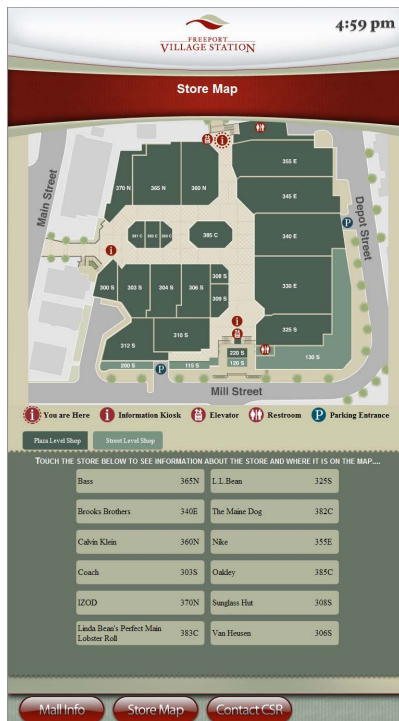 4:59 pm
FREEPORT
VILLAGE STATION
Store Map
355 E
370 N
365 N
360 N
345 E
Main Street
Depot Street
385 C
340 E
308 S
300 S
303 S
304 S
306 S
330 E
309 S
310 S
325 S
312 S
220 S
130 S
200 S
115 S
120 S
Mill Street
You are Here
Information Kiosk
Elevator
Restroom
Parking Entrance
Plaza Level Shop
Street Level Shop
TOUCH THE STORE BELOW TO SEE INFORMATION ABOUT THE STORE AND WHERE IT IS ON THE MAP....
Bass 365N
L.L.Bean 325S
Brooks Brothers 340E
The Maine Dog 382C
Calvin Klein 360N
Nike 355E
Coach 303S
Oakley 385C
IZOD 370N
Sunglass Hut 308S
Linda Bean's Perfect Main
Lobster Roll 383C
Van Heusen 306S
Mall Info
Store Map
Contact CSR